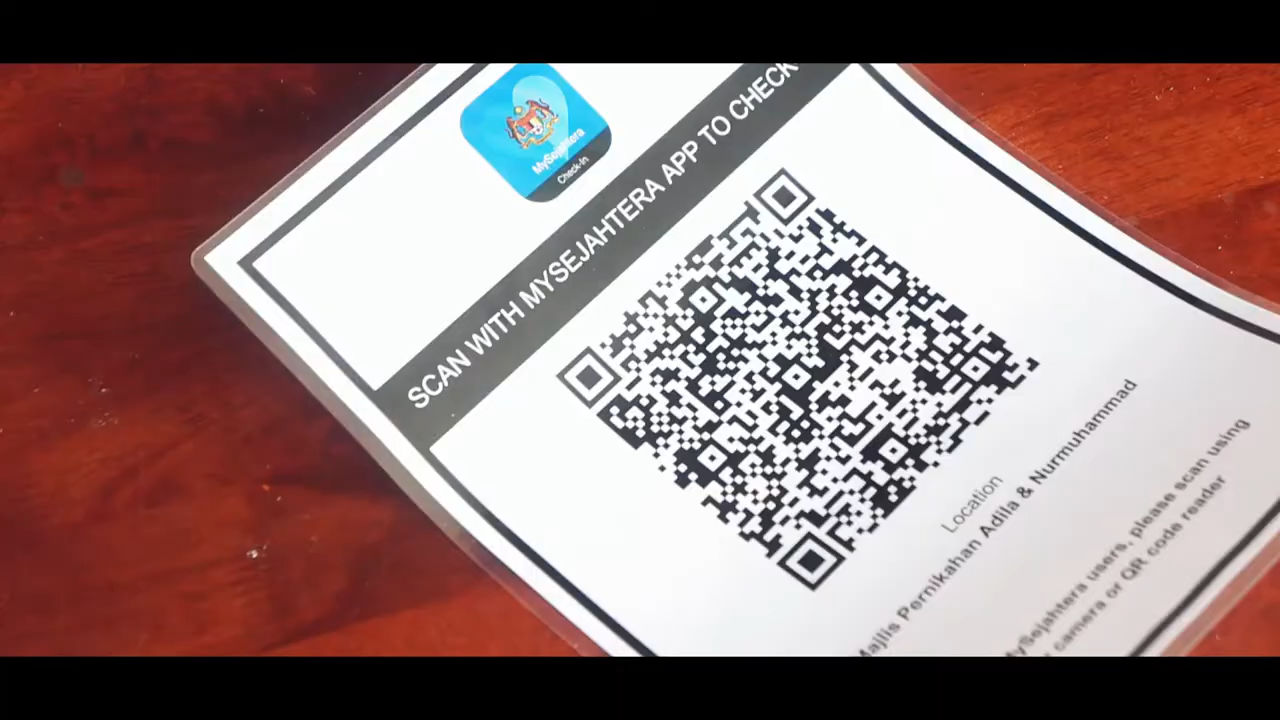 MySejahtera
Check-In
SCAN WITH MYSEJAHTERA APP TO CHECK
Location
Majlis Pernikahan Adila & Nurmuhammad
MySejahtera users, please scan using
camera or QR code reader